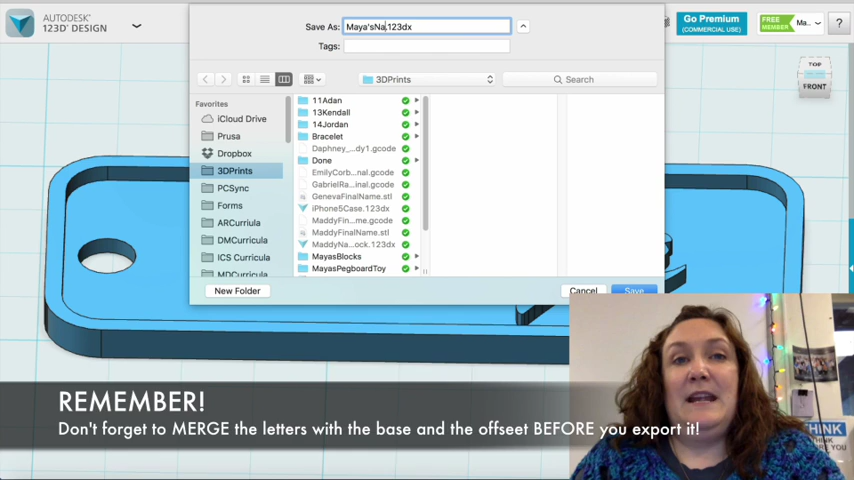 AUTODESK®
123D® DESIGN
Save As: Maya'sNa.123dx
Tags:
Go Premium
(COMMERCIAL USE)
FREE
MEMBER
Ma...
?
TOP
FRONT
3DPrints
Search
Favorites
iCloud Drive
Prusa
Dropbox
3DPrints
PCSync
Forms
ARCurriula
DMCurricula
ICS Curricula
MDCurricula
11Adan
13Kendall
14Jordan
Bracelet
Daphney_...dy1.gcode
Done
EmilyCorb...nal.gcode
GabrielRa...inal.gcode
GenevaFinalName.stl
iPhone5Case.123dx
MaddyFin...me.gcode
MaddyFinalName.stl
MaddyNa...ock.123dx
MayasBlocks
MayasPegboardToy
New Folder
Cancel
Save
REMEMBER!
Don't forget to MERGE the letters with the base and the offseet BEFORE you export it!
THINK